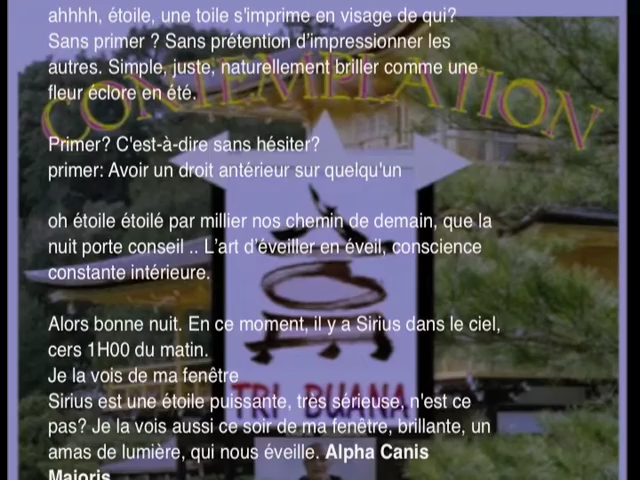 ahhhh, étoile, une toile s'imprime en visage de qui?
Sans primer ? Sans prétention d'impressionner les
autres. Simple, juste, naturellement briller comme une
fleur éclore en été.
CONTEMPLATION
Primer? C'est-à-dire sans hésiter?
primer: Avoir un droit antérieur sur quelqu'un
oh étoile étoilé par millier nos chemin de demain, que la
nuit porte conseil .. L'art d'éveiller en éveil, conscience
constante intérieure.
Alors bonne nuit. En ce moment, il y a Sirius dans le ciel,
cers 1H00 du matin.
Je la vois de ma fenêtre
TRI BUANA
Sirius est une étoile puissante, très sérieuse, n'est ce
pas? Je la vois aussi ce soir de ma fenêtre, brillante, un
amas de lumière, qui nous éveille. Alpha Canis
Majoris